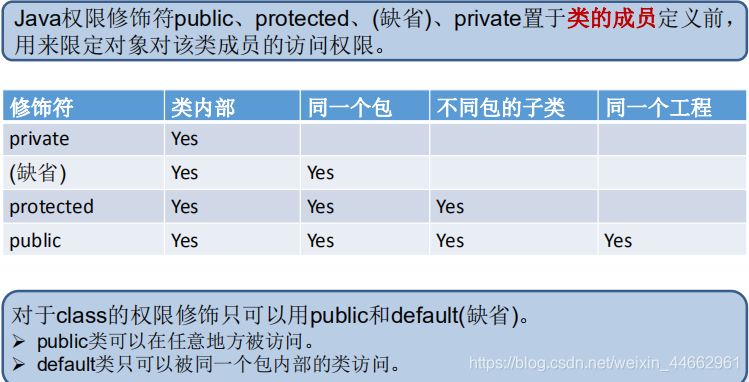 Java权限修饰符public、protected、(缺省)、private置于类的成员定义前，
用来限定对象对该类成员的访问权限。
修饰符 类内部 同一个包 不同包的子类 同一个工程
private Yes
(缺省) Yes Yes
protected Yes Yes Yes
public Yes Yes Yes Yes
对于class的权限修饰只可以用public和default(缺省)。
➢ public类可以在任意地方被访问。
➢ default类只可以被同一个包内部的类访问。
https://blog.csdn.net/weixin_44662961